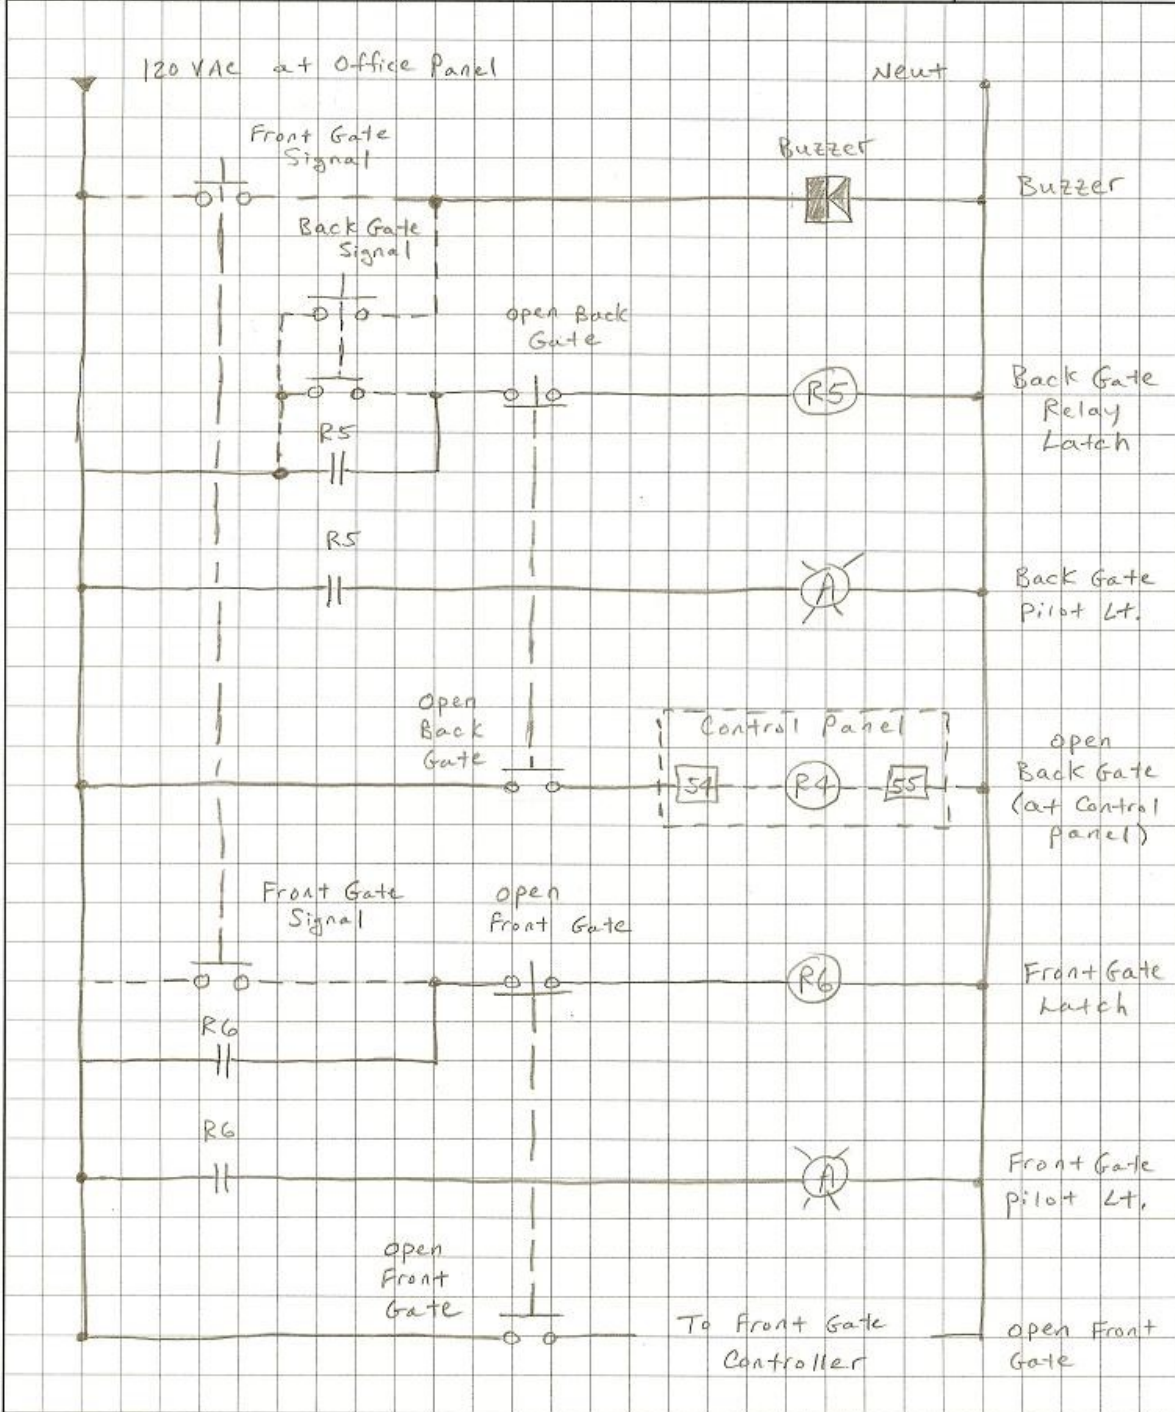 120 VAC at Office Panel
Neut
Front Gate
Signal
Buzzer
Buzzer
Back Gate
Signal
Open Back
Gate
R5
Back Gate
Relay
Latch
R5
R5
A
Back Gate
Pilot Lt.
Open
Back
Gate
Control Panel
54
R4
55
Open
Back Gate
(at Control
Panel)
Front Gate
Signal
Open
Front Gate
R6
Front Gate
Latch
R6
R6
A
Front Gate
Pilot Lt.
Open
Front
Gate
To Front Gate
Controller
Open Front
Gate